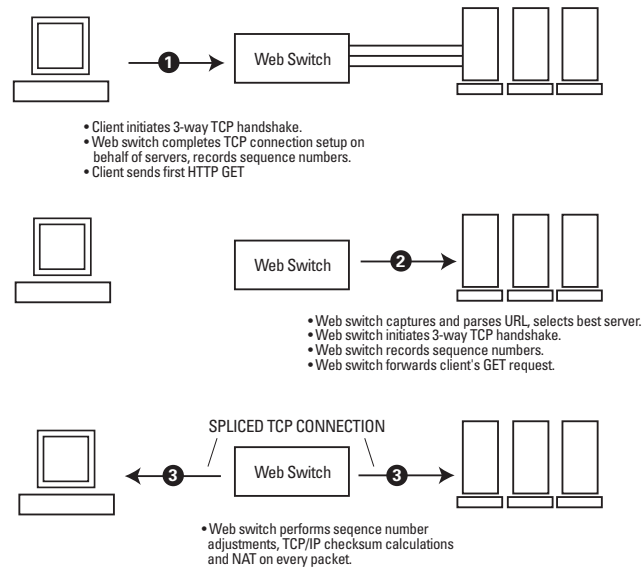 1
Web Switch
• Client initiates 3-way TCP handshake.
• Web switch completes TCP connection setup on
behalf of servers, records sequence numbers.
• Client sends first HTTP GET
Web Switch
2
• Web switch captures and parses URL, selects best server.
• Web switch initiates 3-way TCP handshake.
• Web switch records sequence numbers.
• Web switch forwards client's GET request.
SPLICED TCP CONNECTION
3
Web Switch
3
• Web switch performs seqence number
adjustments, TCP/IP checksum calculations
and NAT on every packet.